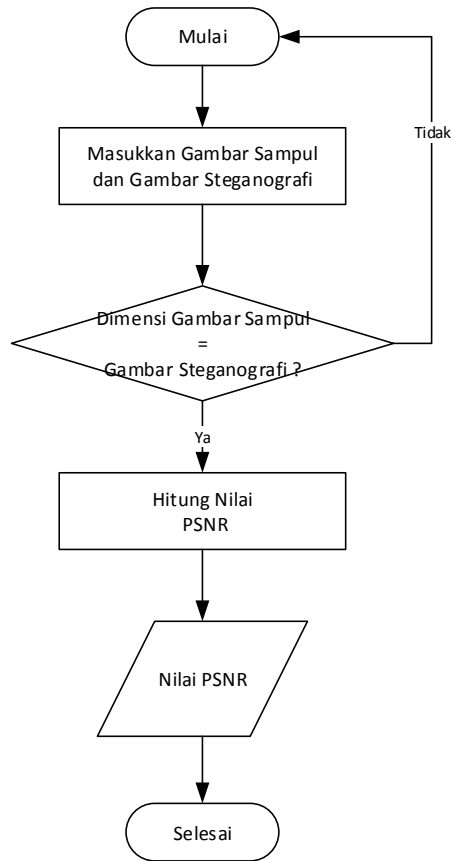 Mulai
Tidak
Masukkan Gambar Sampul
dan Gambar Steganografi
Dimensi Gambar Sampul
=
Gambar Steganografi ?
Ya
Hitung Nilai
PSNR
Nilai PSNR
Selesai